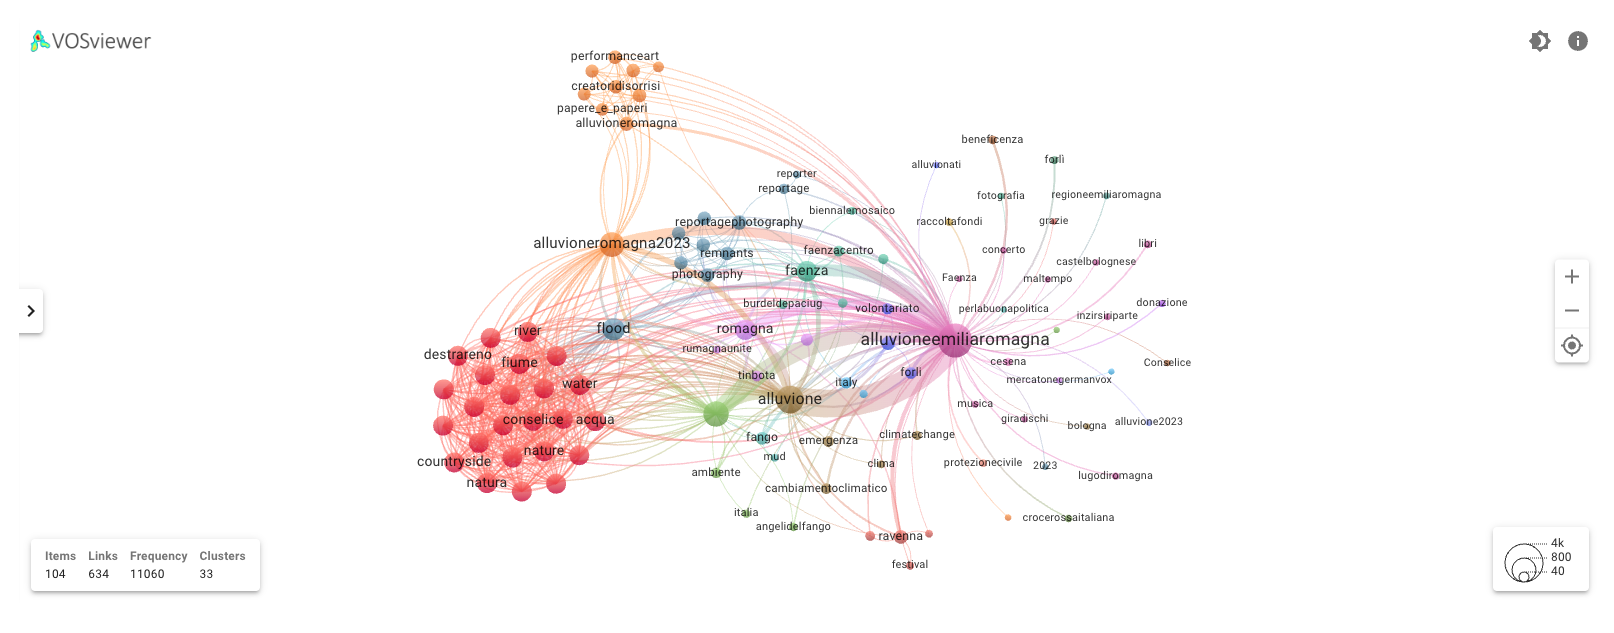 VOSviewer
performanceart
creatoridisorrisi
papere_e_paperi
alluvioneromagna
beneficenza
alluvionati
forlì
reporter
reportage
fotografia
regioneemiliaromagna
biennalemosaico
raccoltafondi
grazie
reportagephotography
alluvioneromagna2023
libri
remnants
faenzacentro
concerto
castelbolognese
photography
faenza
Faenza
maltempo
burdeldepaciug
volontariato
perlabuonapolitica
donazione
inzirsiriparte
river
flood
romagna
alluvioneemiliaromagna
destrareno
fiume
rumagnaunite
cesena
Conselice
water
tinbota
italy
forli
mercatonegermanvox
alluvione
musica
conselice
acqua
giradischi
bologna
alluvione2023
fango
emergenza
climatechange
nature
mud
countryside
clima
protezionecivile
2023
ambiente
lugodiromagna
natura
cambiamentoclimatico
italia
angelidelfango
crocerossaitaliana
ravenna
festival
Items Links Frequency Clusters
104 634 11060 33
4k
800
40